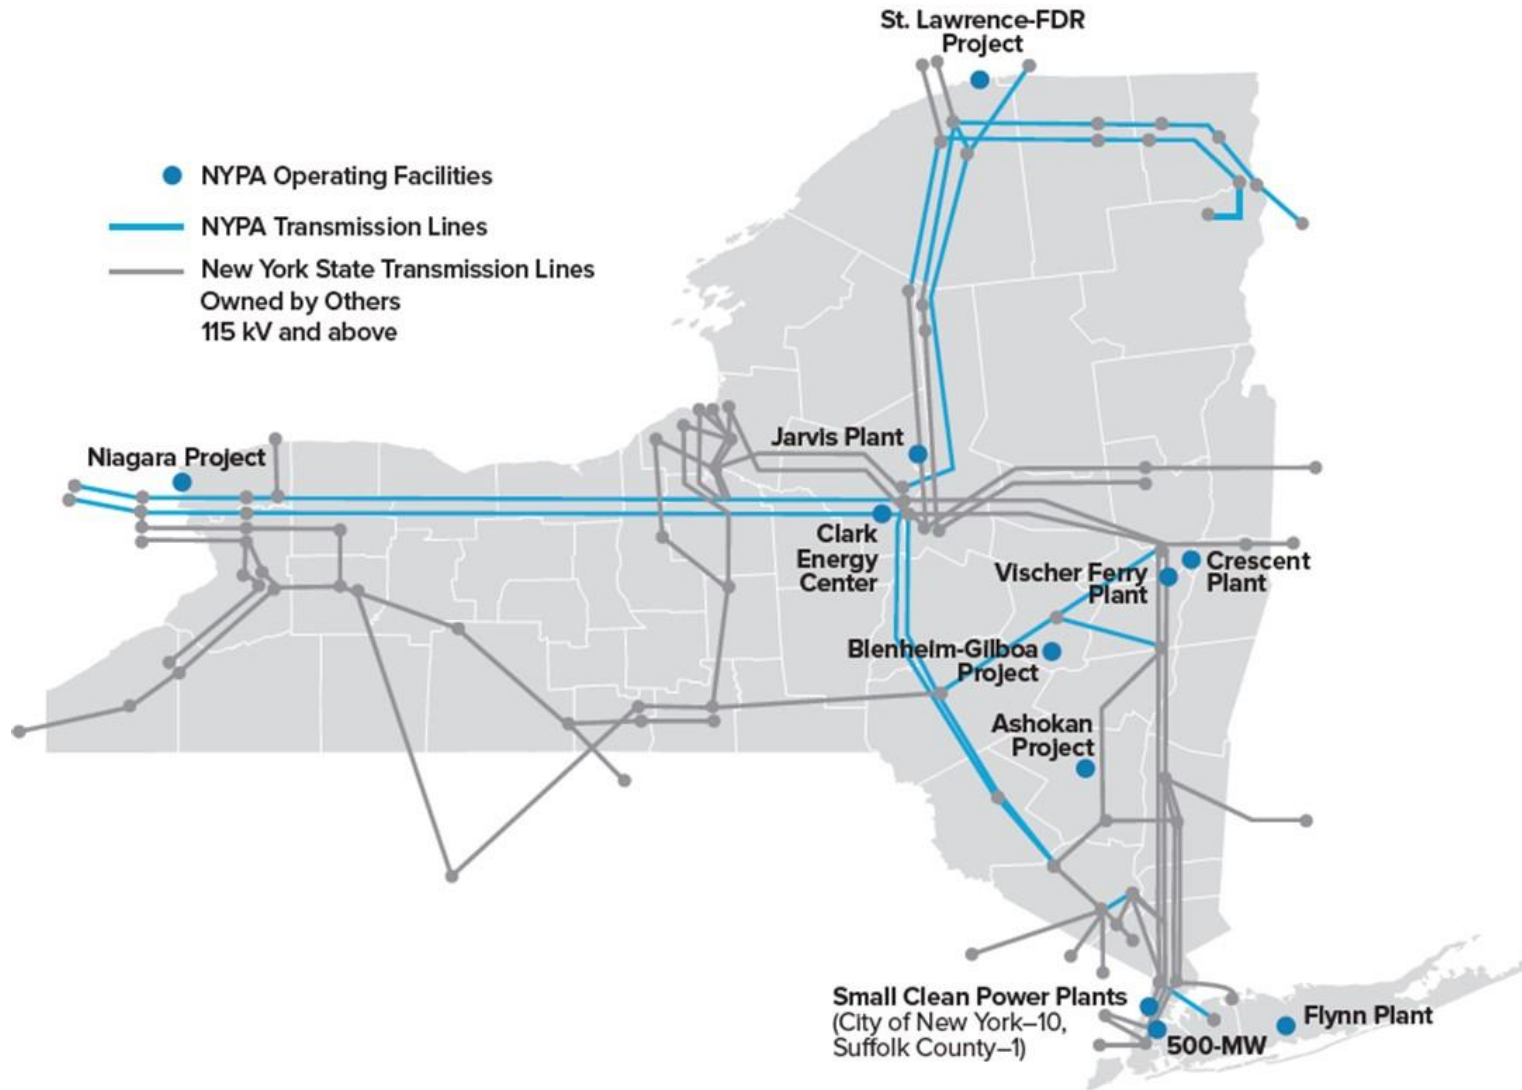 St. Lawrence-FDR
Project
NYPA Operating Facilities
NYPA Transmission Lines
New York State Transmission Lines
Owned by Others
115 kV and above
Niagara Project
Jarvis Plant
Clark
Energy
Center
Vischer Ferry
Plant
Crescent
Plant
Blenheim-Gilboa
Project
Ashokan
Project
Small Clean Power Plants
(City of New York–10,
Suffolk County–1)
500-MW
Flynn Plant